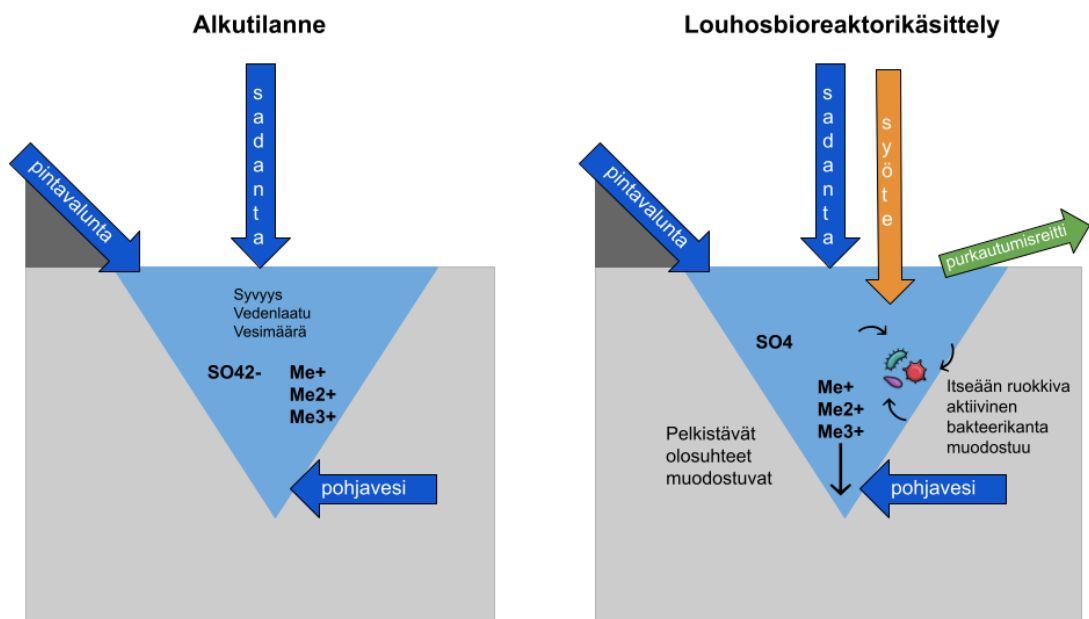 Alkutilanne
sadanta
pintavalunta
Syvyys
Vedenlaatu
Vesimäärä
SO42-
Me+
Me2+
Me3+
pohjavesi
Louhosbioreaktorikäsittely
sadanta
syöte
pintavalunta
purkautumisreitti
SO4
Me+
Me2+
Me3+
Itseään ruokkiva
aktiivinen
bakteerikanta
muodostuu
Pelkistävät
olosuhteet
muodostuvat
pohjavesi